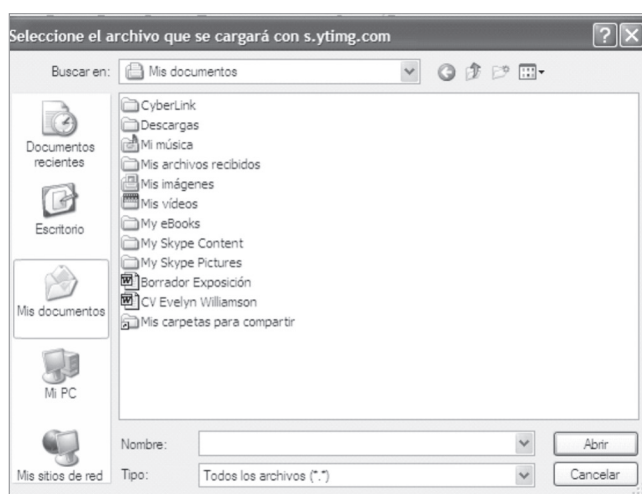 Seleccione el archivo que se cargará con s.ytimg.com
Buscar en: Mis documentos
Documentos
recientes
Escritorio
Mis documentos
Mi PC
Mis sitios de red
CyberLink
Descargas
Mi música
Mis archivos recibidos
Mis imágenes
Mis vídeos
My eBooks
My Skype Content
My Skype Pictures
Borrador Exposición
CV Evelyn Williamson
Mis carpetas para compartir
Nombre:
Abrir
Tipo: Todos los archivos (*.*)
Cancelar